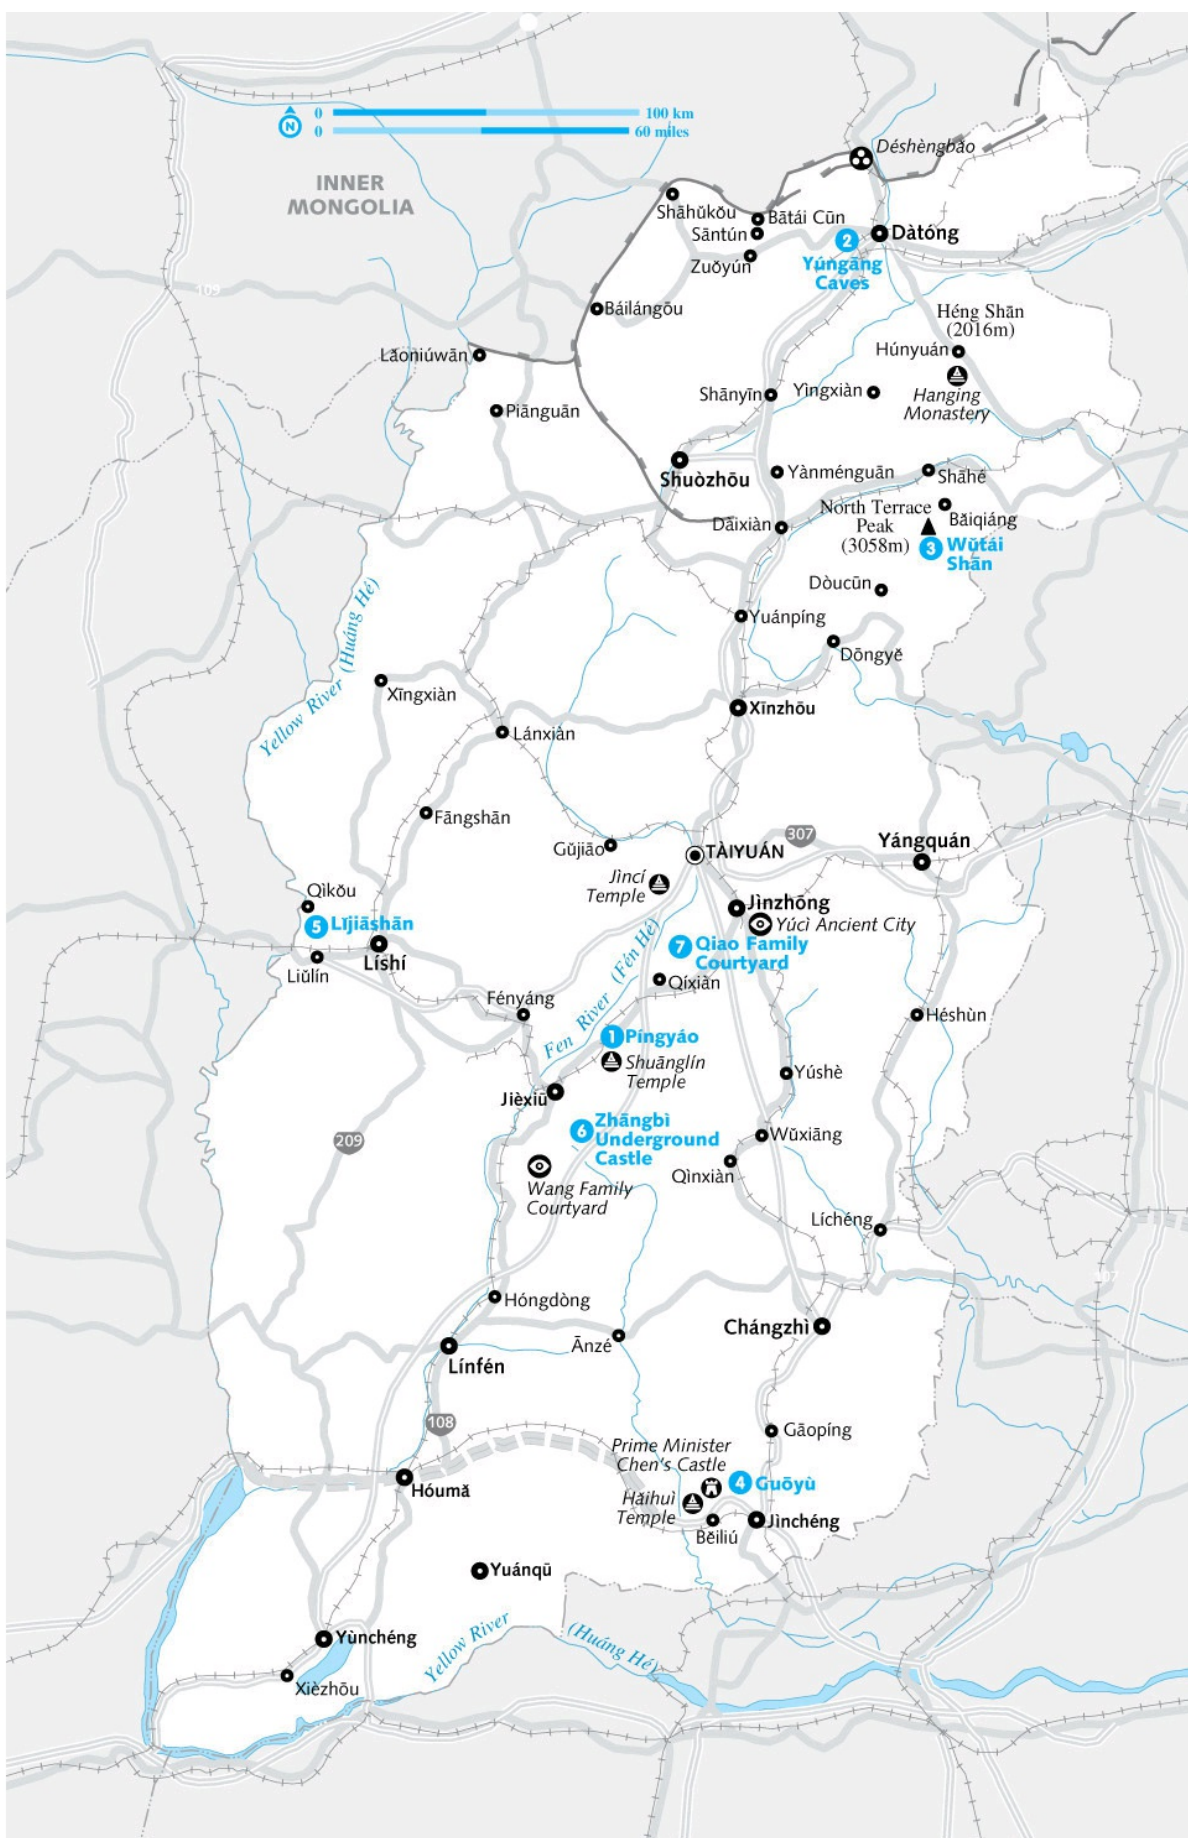 0
100 km
N
0
60 miles
Déshèngbǎo
INNER
MONGOLIA
Shāhǔkǒu
Bātái Cūn
Sāntún
Dàtóng
2
Zuǒyún
Yúngāng
Caves
109
Báilángōu
Héng Shān
(2016m)
Húnyuán
Lǎoniúwān
Shānyīn
Yìngxiàn
Hanging
Monastery
Piānguān
Shuòzhōu
Yànménguān
Shāhé
North Terrace
Peak
(3058m)
Bǎiqiáng
Dàixiàn
3
Wǔtái
Shān
Dòucūn
Yuánpíng
Yellow River (Huáng Hé)
Dōngyě
Xīngxiàn
Xīnzhōu
Lánxiàn
Fāngshān
307
Yángquán
Gǔjiāo
TÀIYUÁN
Jìncí
Temple
Qìkǒu
Jìnzhōng
5
Lǐjiāshān
Yúcì Ancient City
Líshí
7
Qiao Family
Courtyard
Liǔlín
Qíxiàn
Fényáng
Fen River (Fén Hé)
Héshùn
1
Píngyáo
Shuānglín
Temple
Yúshè
Jièxiū
6
Zhāngbì
Underground
Castle
209
Wǔxiāng
Qìnxiàn
Wang Family
Courtyard
Líchéng
107
Hóngdòng
Chángzhì
Ānzé
Línfén
108
Gāopíng
Prime Minister
Chen's Castle
4
Guōyù
Hóumǎ
Hǎihuì
Temple
Běiliú
Jìnchéng
Yuánqū
Yùnchéng
Yellow River
(Huáng Hé)
Xièzhōu